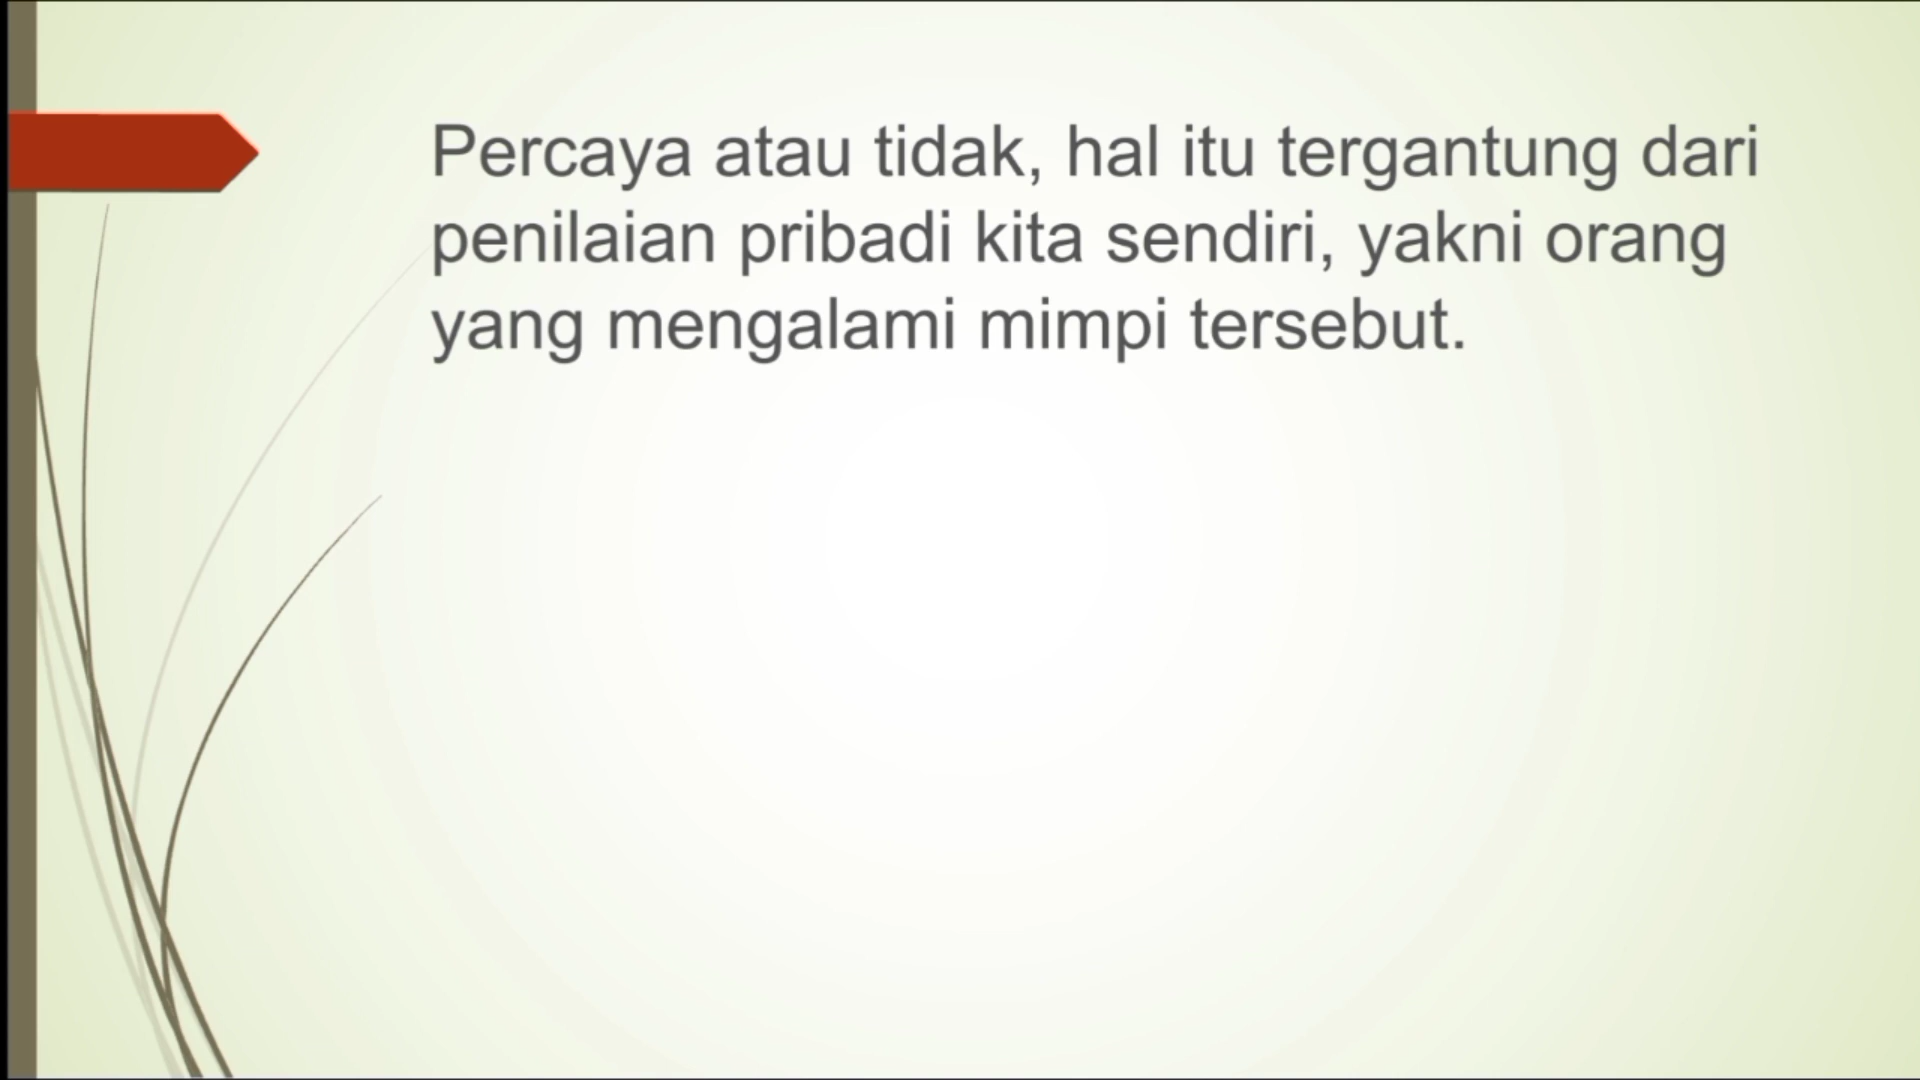 Percaya atau tidak, hal itu tergantung dari
penilaian pribadi kita sendiri, yakni orang
yang mengalami mimpi tersebut.